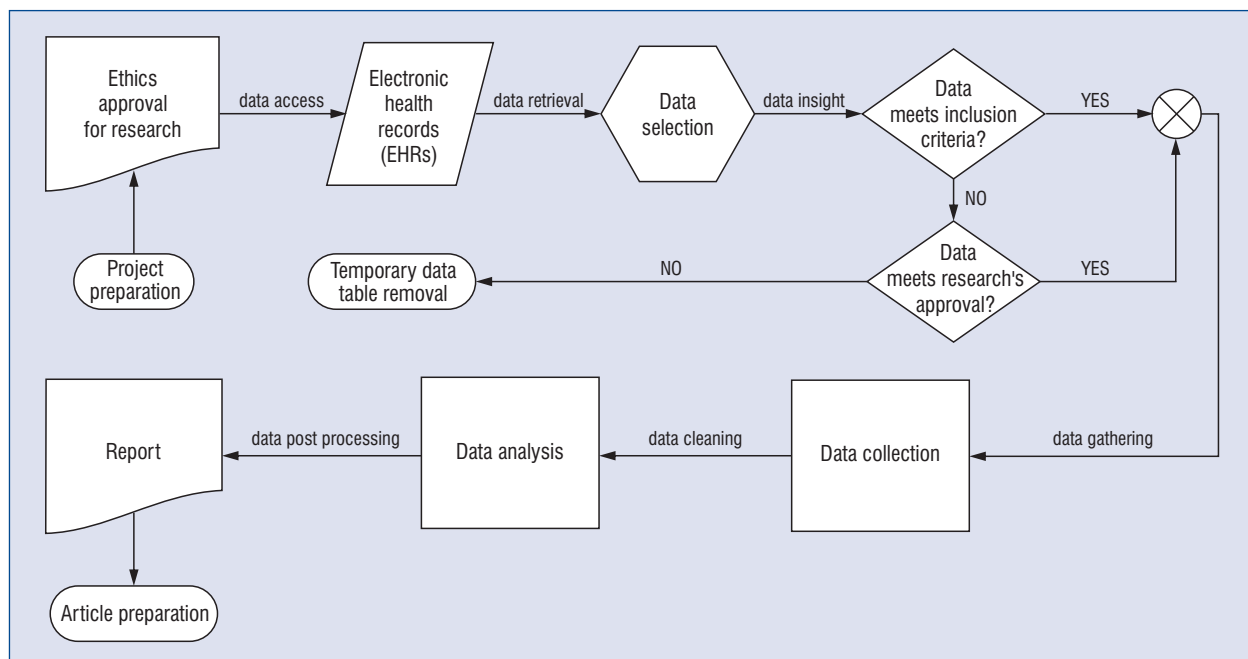 Ethics
approval
for research
data access
Electronic
health
records
(EHRs)
data retrieval
Data
selection
data insight
Data
meets inclusion
criteria?
YES
NO
Project
preparation
Temporary data
table removal
NO
Data
meets research's
approval?
YES
Report
data post processing
Data analysis
data cleaning
Data collection
data gathering
Article preparation